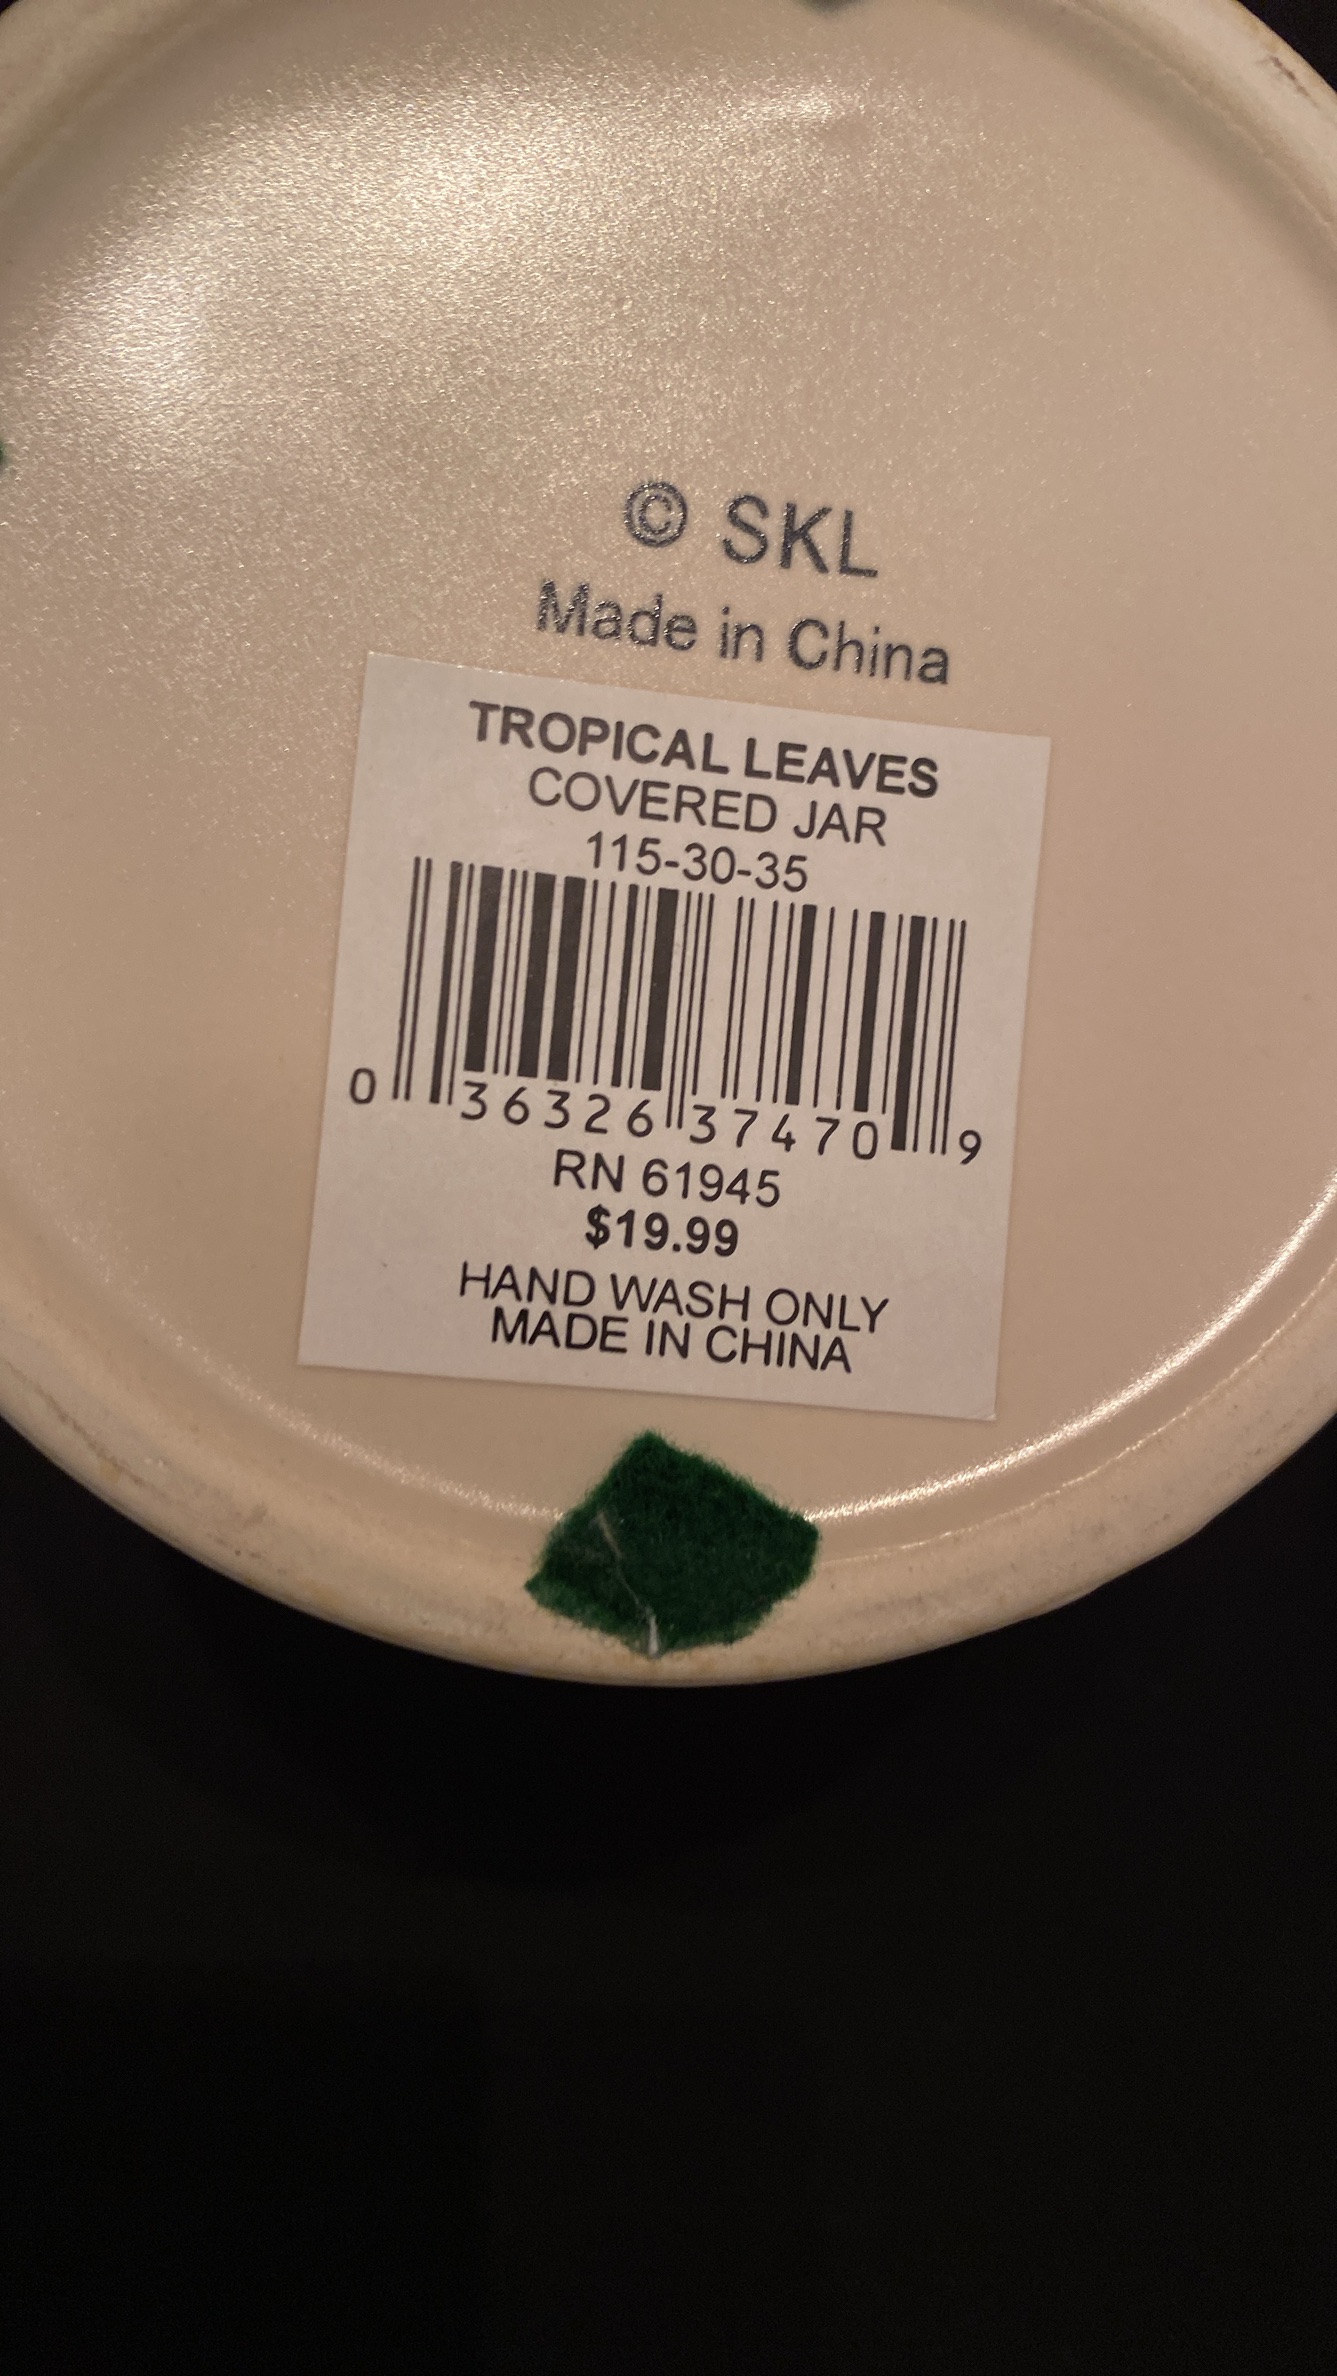 © SKL
Made in China
TROPICAL LEAVES
COVERED JAR
115-30-35
0 36326 37470 9
RN 61945
$19.99
HAND WASH ONLY
MADE IN CHINA